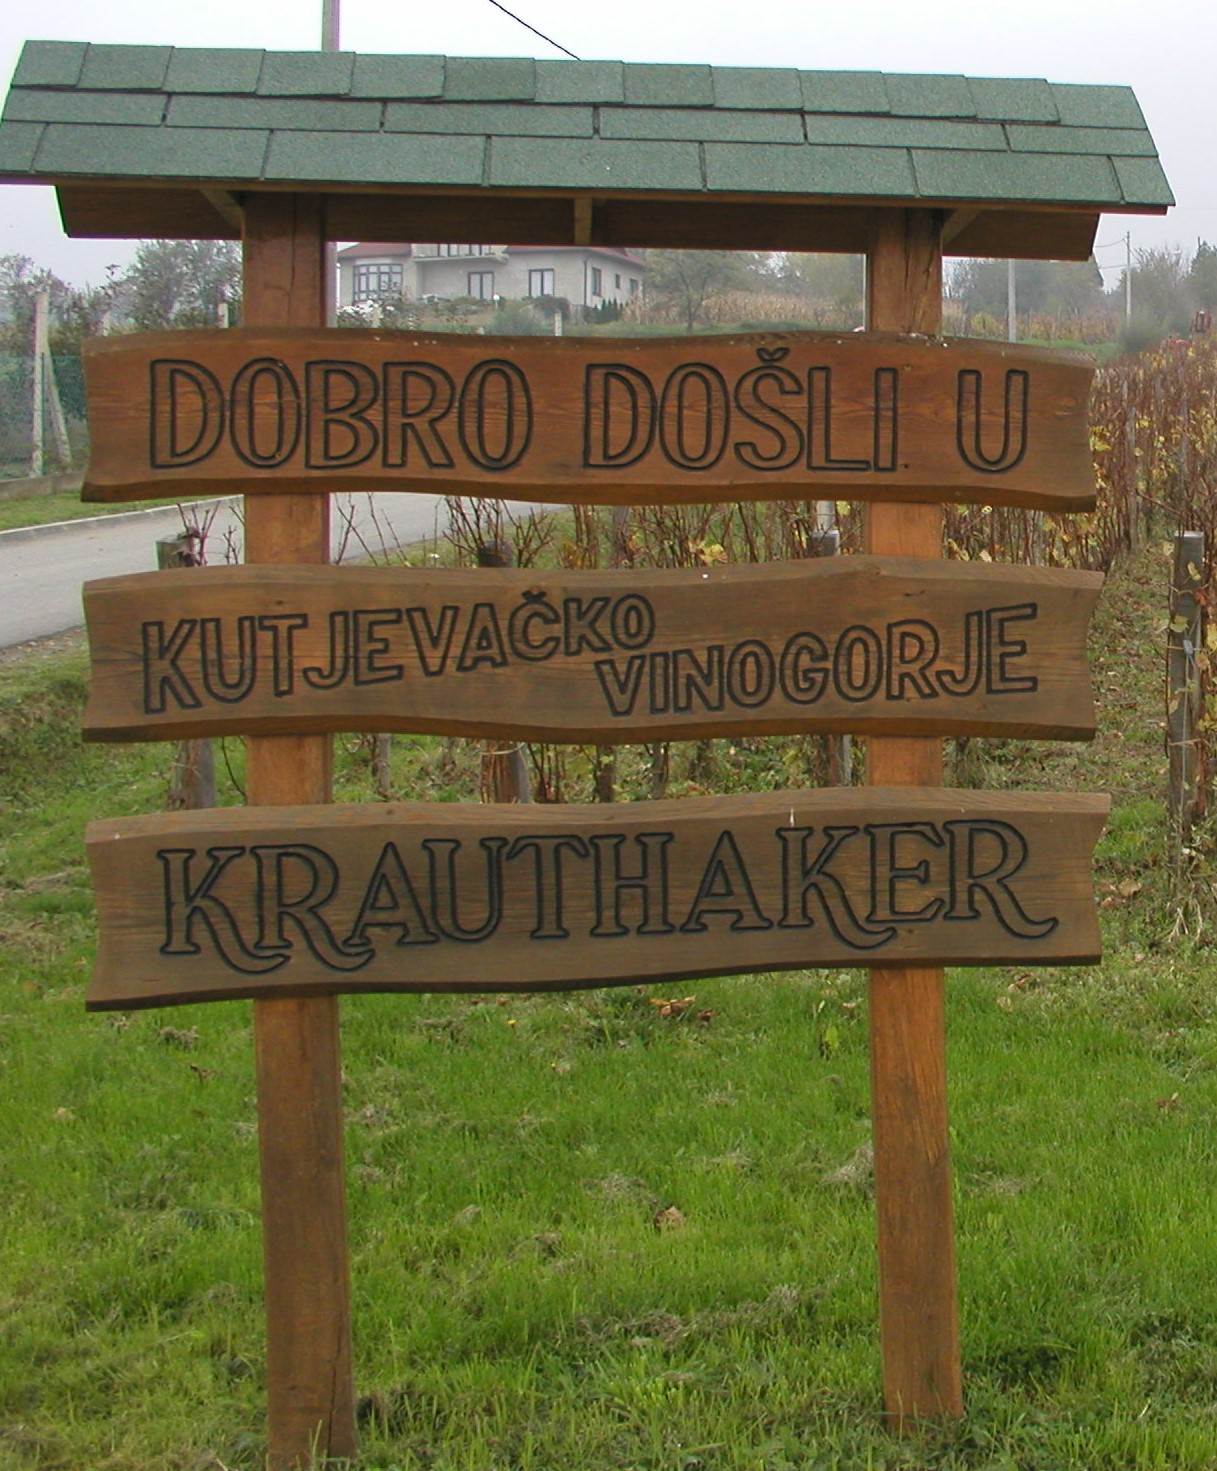 DOBRO DOŠLI U
KUTJEVAČKO
VINOGORJE
KRAUTHAKER